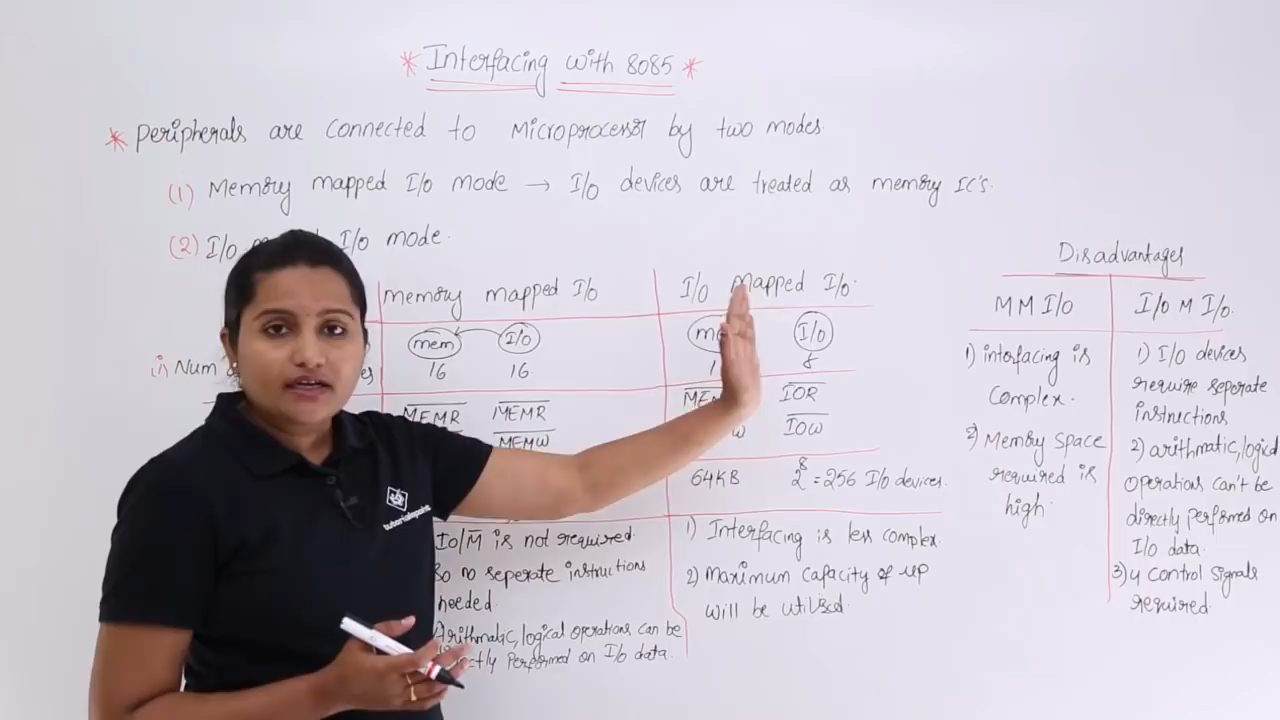 * Interfacing with 8085 *
* Peripherals are connected to Microprocessor by two modes.
(1) Memory mapped I/O mode → I/O devices are treated as memory IC's.
(2) I/O I/O mode.
Memory mapped I/O
I/O Mapped I/O.
i) Num
mem I/O
I/O
16 16
8
MEMR MEMR
IOR
MEMW
IOW
64KB 2^8 = 256 I/O devices.
IO/M is not required.
so no seperate instructions
needed.
Arithmatic, logical operations can be
directly performed on I/O data.
1) Interfacing is less complex.
2) Maximum capacity of up
will be utilised.
Disadvantages
MM I/O
1) interfacing is
complex.
2) Memory space
required is
high.
I/O M I/O.
1) I/O devices
require seperate
instructions
2) arithmatic, logical
operations can't be
directly performed on
I/O data.
3) 4 control signals
required.
tutorialspoint